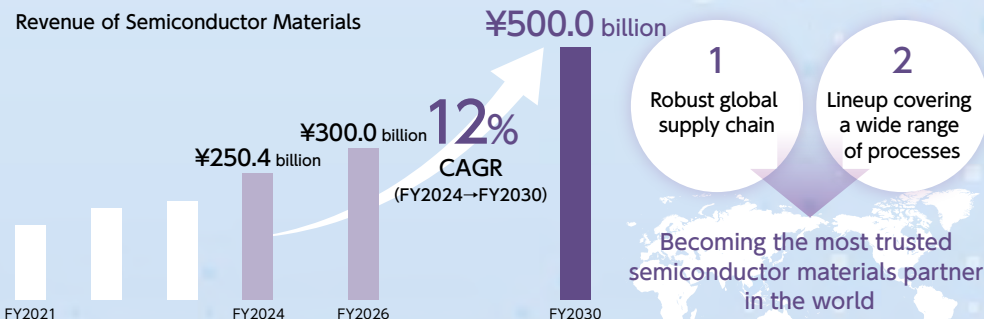 Revenue of Semiconductor Materials
¥500.0 billion
¥300.0 billion
¥250.4 billion
12%
CAGR
(FY2024→FY2030)
FY2021
FY2024
FY2026
FY2030
1
Robust global
supply chain
2
Lineup covering
a wide range
of processes
Becoming the most trusted
semiconductor materials partner
in the world